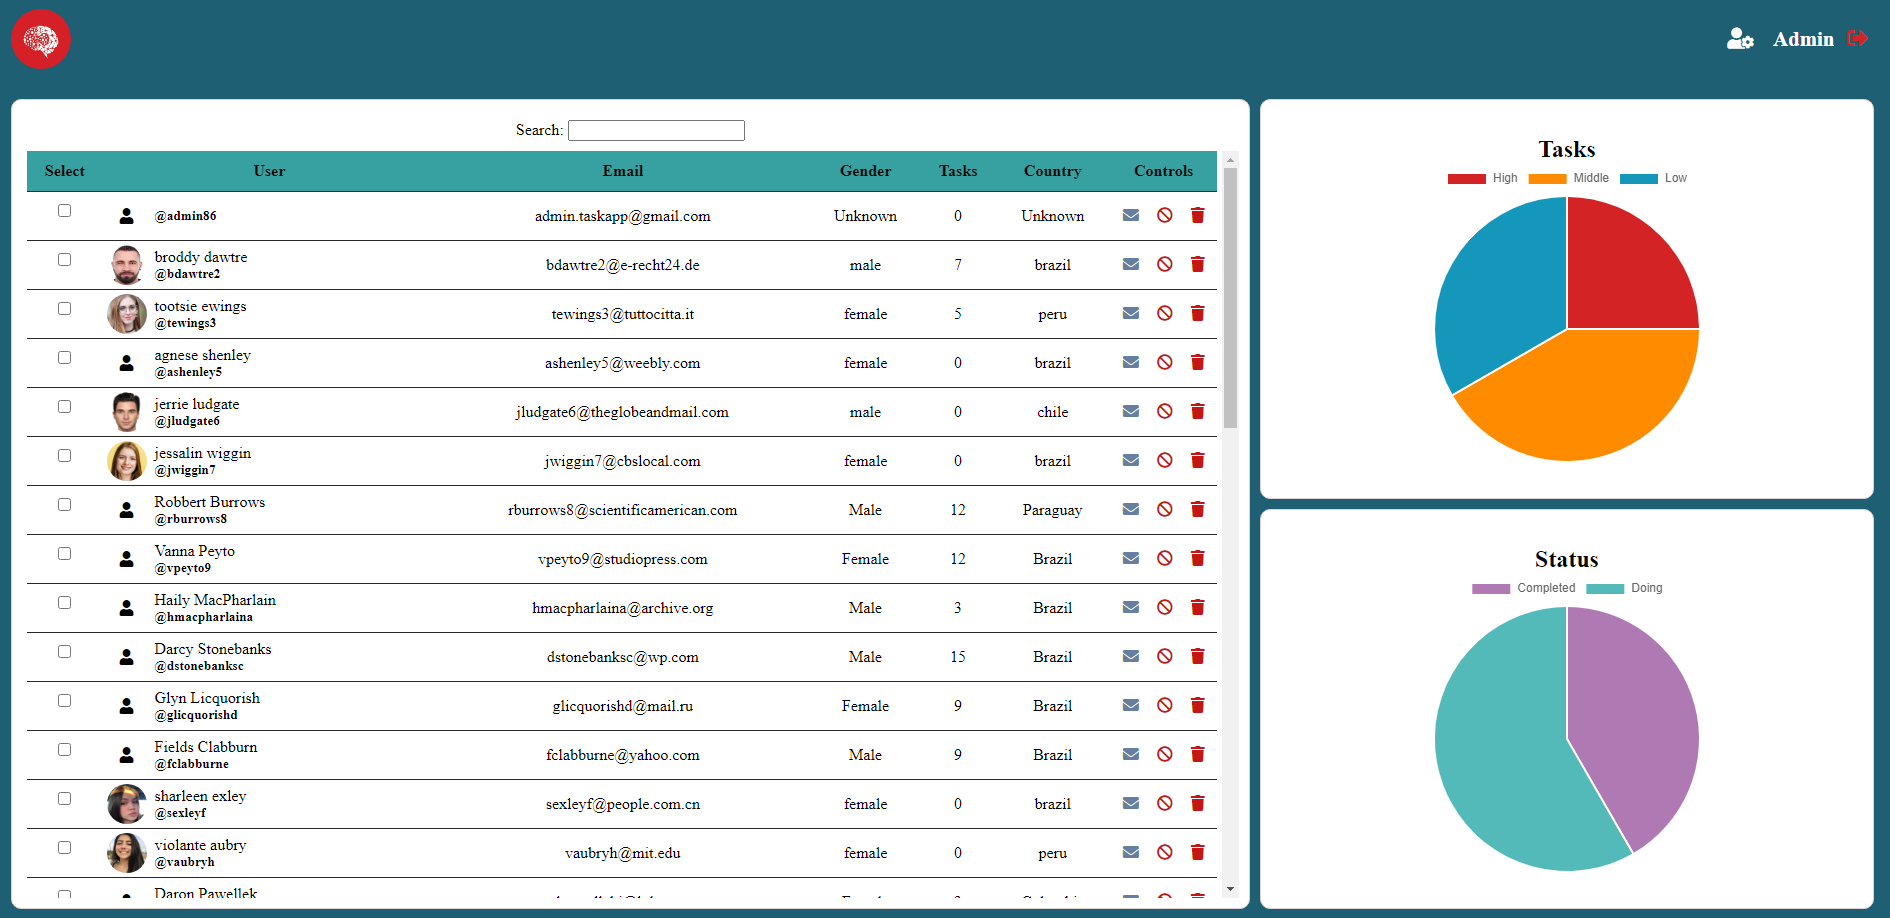 Admin
Search:
Select User Email Gender Tasks Country Controls
@admin86 admin.taskapp@gmail.com Unknown 0 Unknown
broddy dawtre
@bdawtre2 bdawtre2@e-recht24.de male 7 brazil
tootsie ewings
@tewings3 tewings3@tuttocitta.it female 5 peru
agnese shenley
@ashenley5 ashenley5@weebly.com female 0 brazil
jerrie ludgate
@jludgate6 jludgate6@theglobeandmail.com male 0 chile
jessalin wiggin
@jwiggin7 jwiggin7@cbslocal.com female 0 brazil
Robbert Burrows
@rburrows8 rburrows8@scientificamerican.com Male 12 Paraguay
Vanna Peyto
@vpeyto9 vpeyto9@studiopress.com Female 12 Brazil
Haily MacPharlain
@hmacpharlaina hmacpharlaina@archive.org Male 3 Brazil
Darcy Stonebanks
@dstonebanksc dstonebanksc@wp.com Male 15 Brazil
Glyn Licquorish
@glicquorishd glicquorishd@mail.ru Female 9 Brazil
Fields Clabburn
@fclabburne fclabburne@yahoo.com Male 9 Brazil
sharleen exley
@sexleyf sexleyf@people.com.cn female 0 brazil
violante aubry
@vaubryh vaubryh@mit.edu female 0 peru
Daron Pawellek
Tasks
High Middle Low
Status
Completed Doing